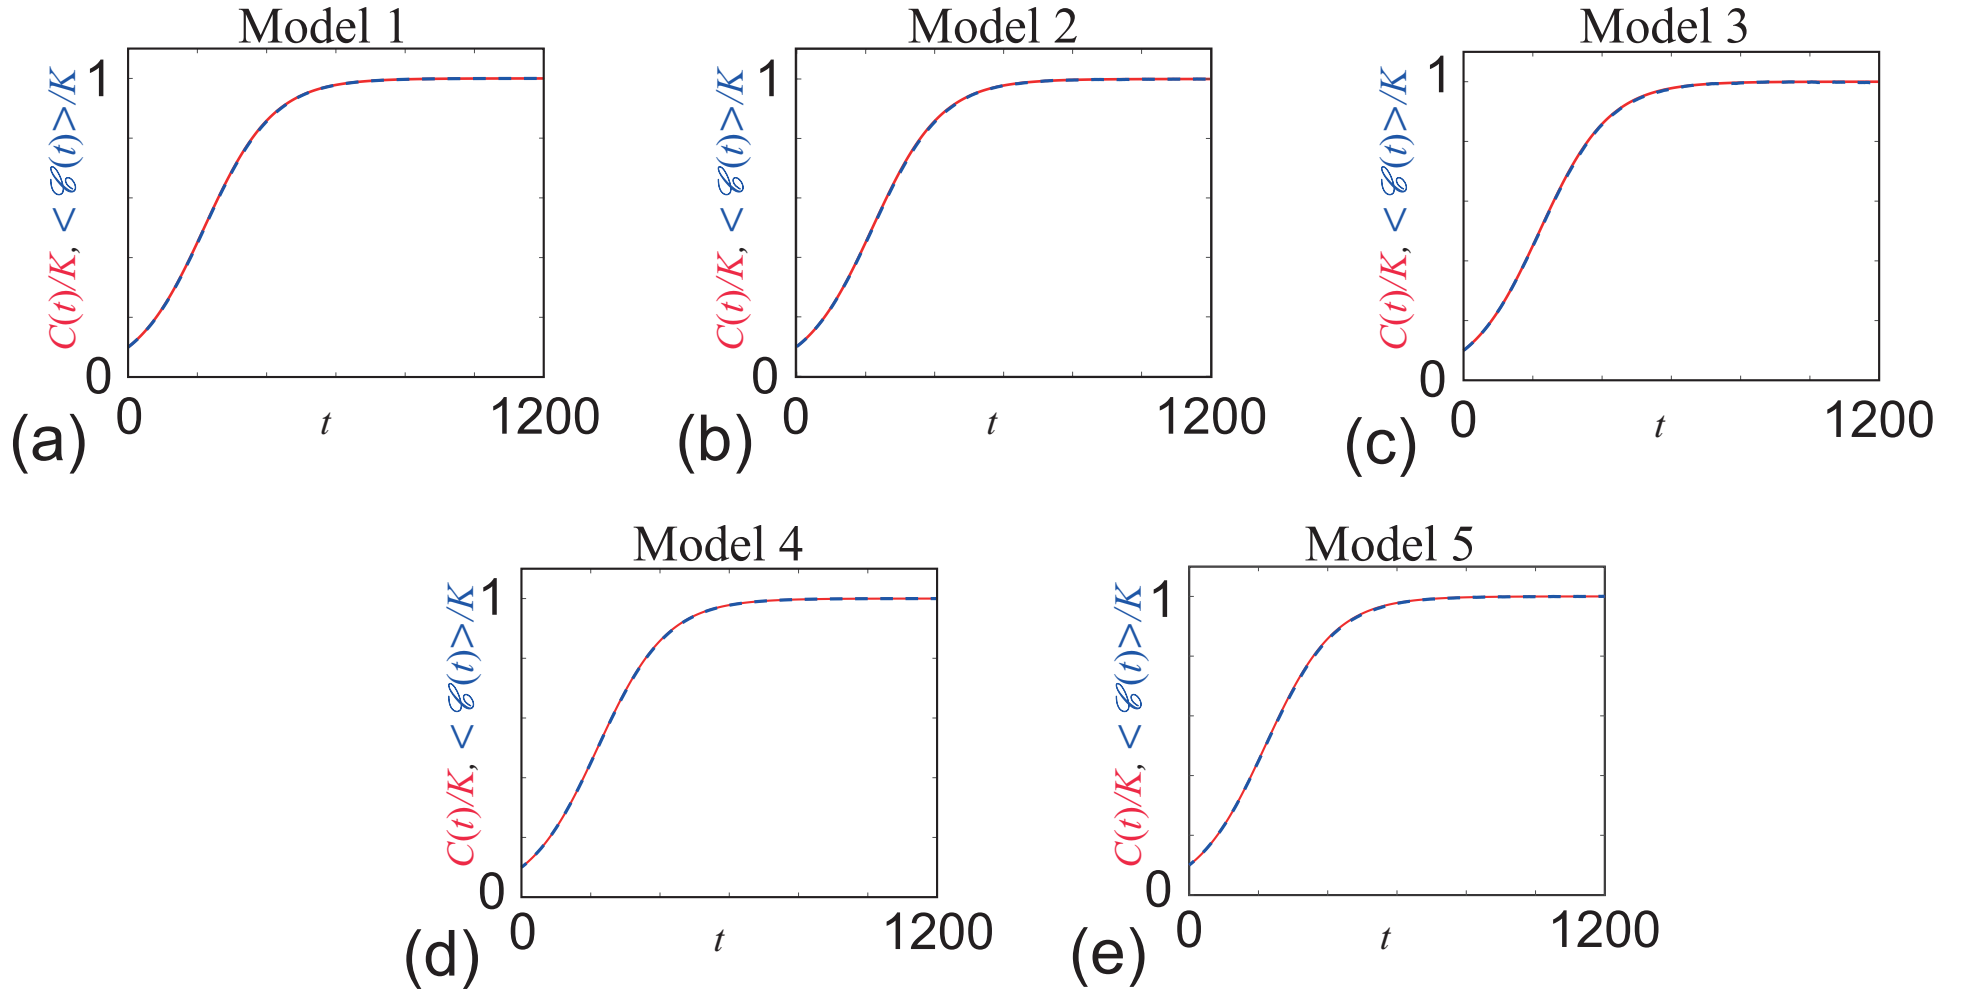 Model 1
C(t)/K, <𝒞(t)>/K
1
0
0
t
1200
(a)
Model 2
C(t)/K, <𝒞(t)>/K
1
0
0
t
1200
(b)
Model 3
C(t)/K, <𝒞(t)>/K
1
0
0
t
1200
(c)
Model 4
C(t)/K, <𝒞(t)>/K
1
0
0
t
1200
(d)
Model 5
C(t)/K, <𝒞(t)>/K
1
0
0
t
1200
(e)